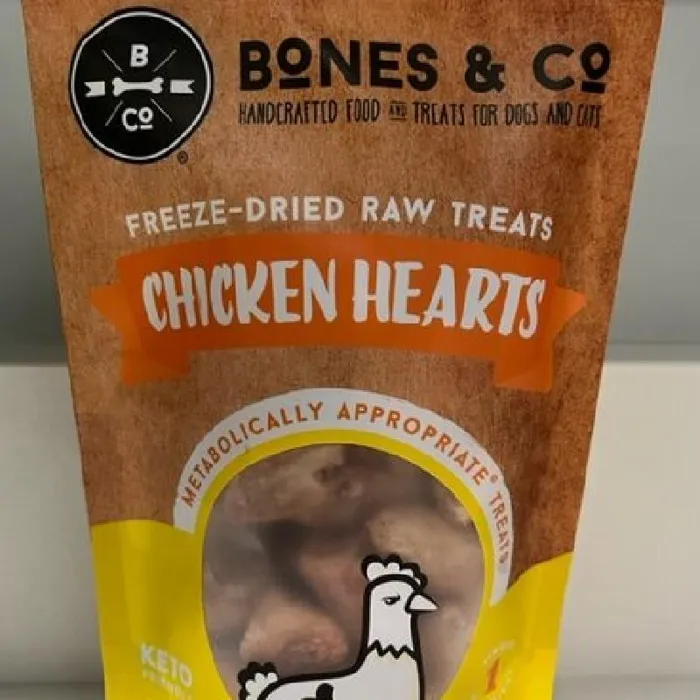 B
Co
®
BONES & Co
HANDCRAFTED FOOD AND TREATS FOR DOGS AND CATS
FREEZE-DRIED RAW TREATS
CHICKEN HEARTS
METABOLICALLY APPROPRIATE® TREATS
KETO